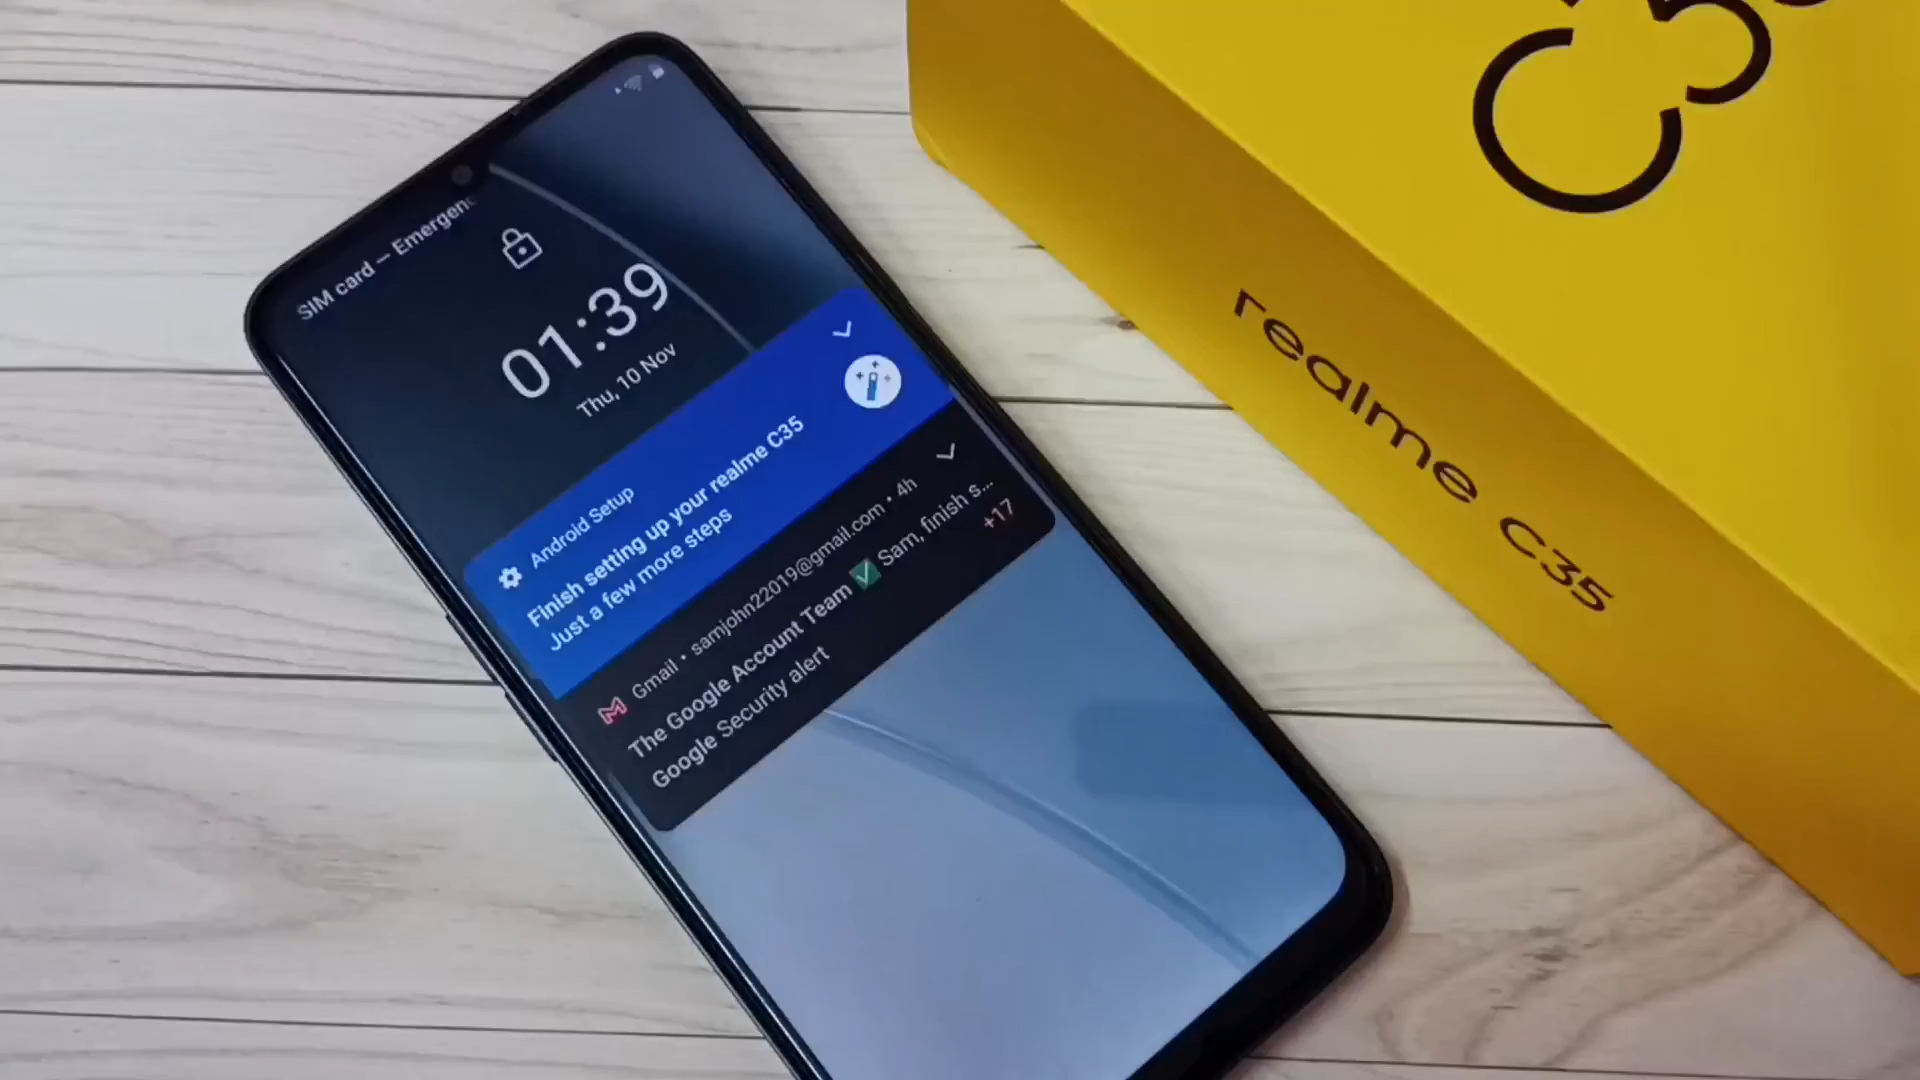 SIM card — Emergenc
01:39
Thu, 10 Nov
Android Setup
Finish setting up your realme C35
Just a few more steps
Gmail • samjohn22019@gmail.com • 4h
The Google Account Team ✅ Sam, finish s...
Google Security alert
+17
C35
realme C35